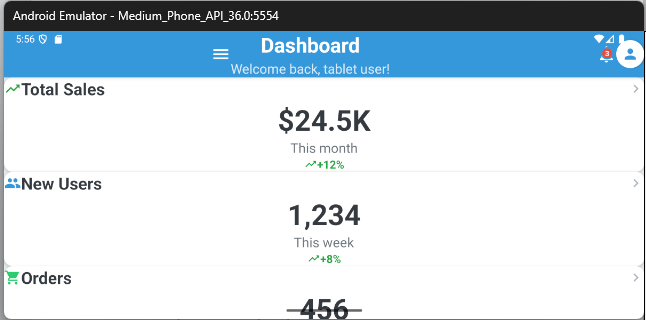 Android Emulator - Medium_Phone_API_36.0:5554
5:56
Dashboard
Welcome back, tablet user!
3
Total Sales
$24.5K
This month
+12%
New Users
1,234
This week
+8%
Orders
456